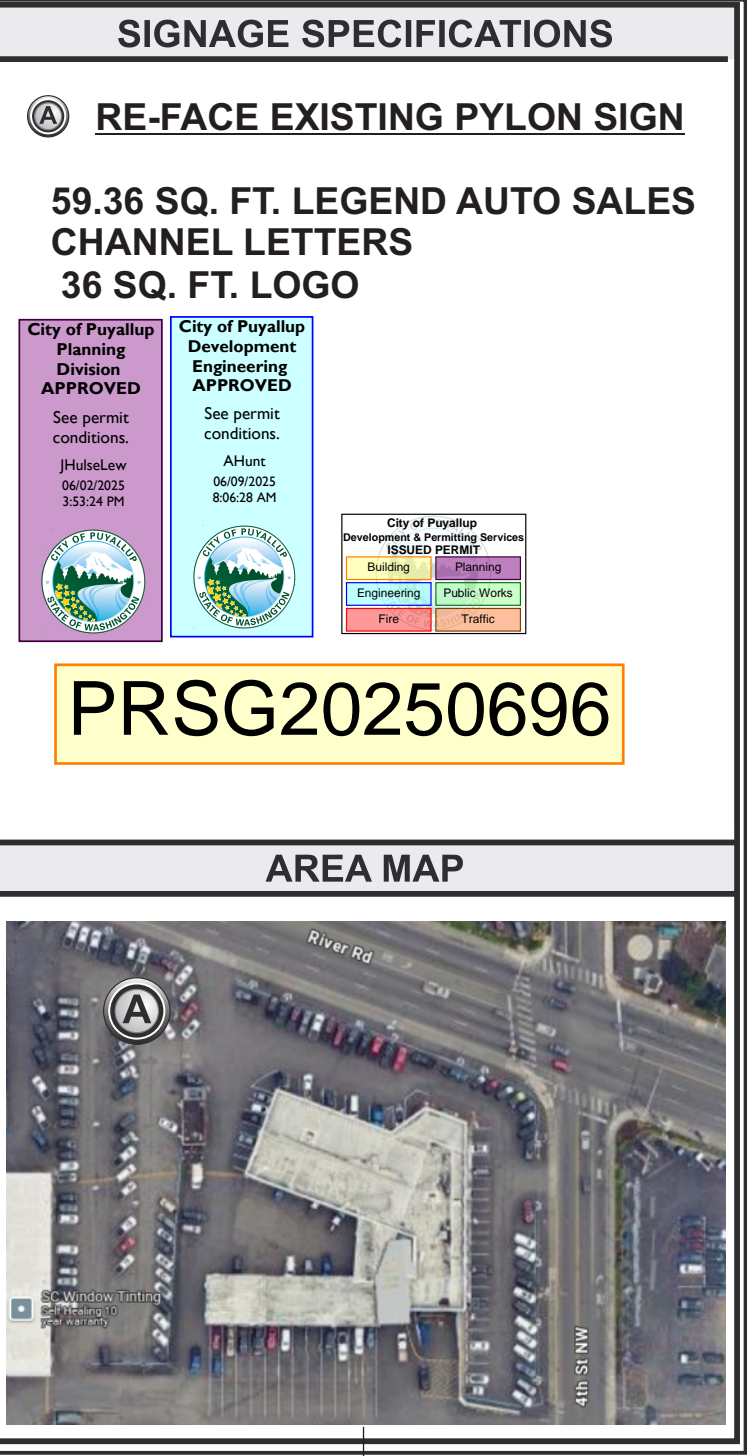 SIGNAGE SPECIFICATIONS
A RE-FACE EXISTING PYLON SIGN
59.36 SQ. FT. LEGEND AUTO SALES
CHANNEL LETTERS
36 SQ. FT. LOGO
City of Puyallup
Planning
Division
APPROVED
See permit
conditions.
JHulseLew
06/02/2025
3:53:24 PM
CITY OF PUYALLUP
STATE OF WASHINGTON
City of Puyallup
Development
Engineering
APPROVED
See permit
conditions.
AHunt
06/09/2025
8:06:28 AM
CITY OF PUYALLUP
STATE OF WASHINGTON
City of Puyallup
Development & Permitting Services
ISSUED PERMIT
Building Planning
Engineering Public Works
Fire Traffic
PRSG20250696
AREA MAP
River Rd
A
SC Window Tinting
Self Healing 10
year warranty
4th St NW